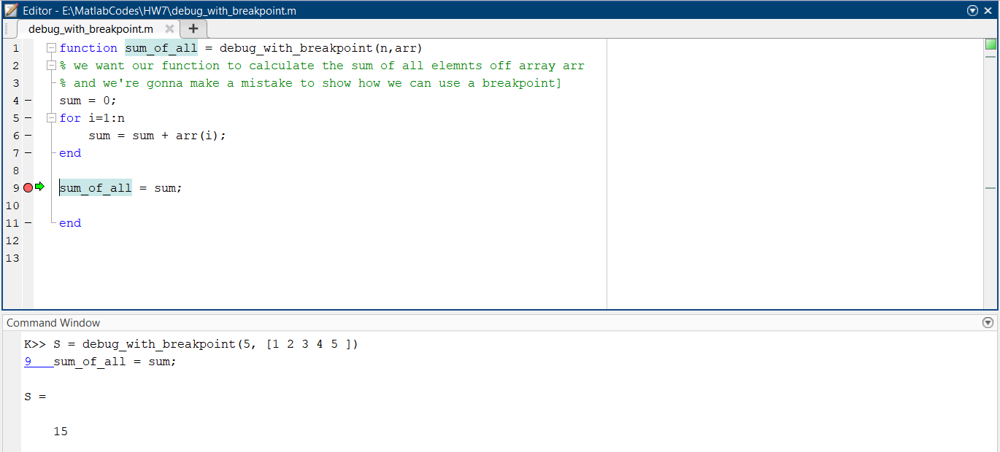 Editor - E:\MatlabCodes\HW7\debug_with_breakpoint.m
debug_with_breakpoint.m
1 function sum_of_all = debug_with_breakpoint(n,arr)
2 % we want our function to calculate the sum of all elemnts off array arr
3 % and we're gonna make a mistake to show how we can use a breakpoint]
4 - sum = 0;
5 - for i=1:n
6 - sum = sum + arr(i);
7 - end
8
9 sum_of_all = sum;
10
11 - end
12
13
Command Window
K>> S = debug_with_breakpoint(5, [1 2 3 4 5 ])
9 sum_of_all = sum;
S =
15